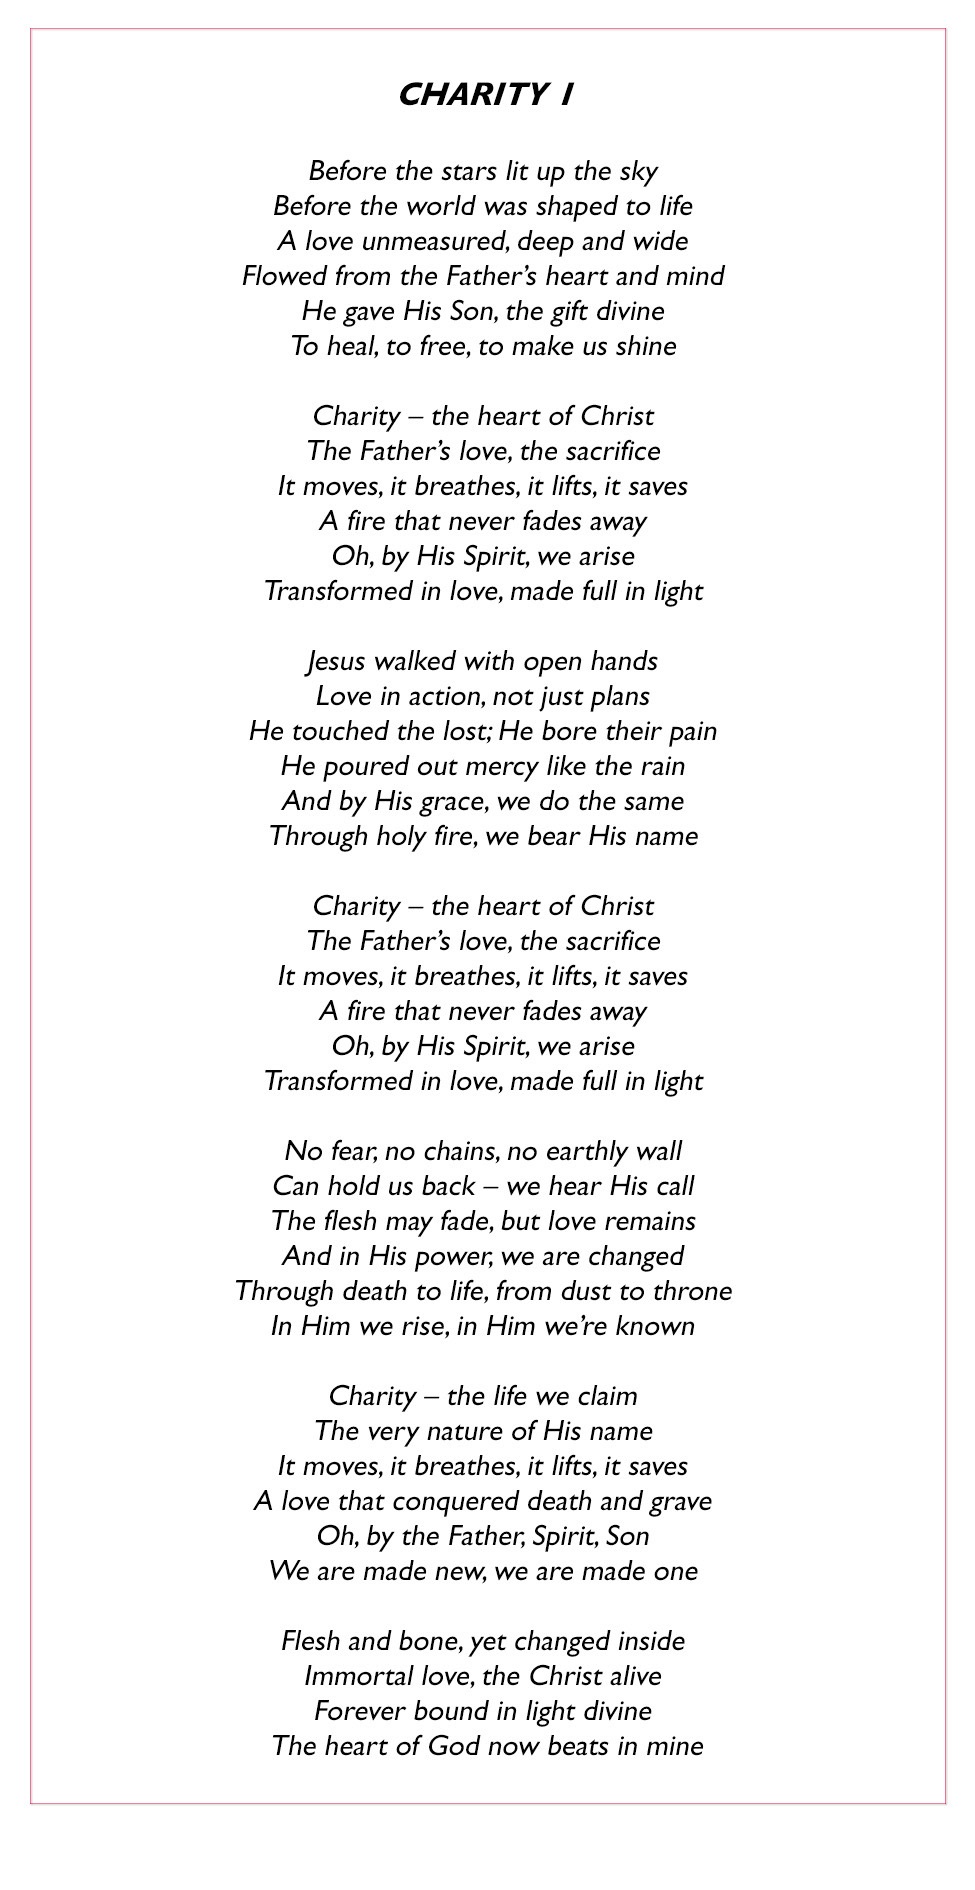 CHARITY I
Before the stars lit up the sky
Before the world was shaped to life
A love unmeasured, deep and wide
Flowed from the Father’s heart and mind
He gave His Son, the gift divine
To heal, to free, to make us shine
Charity – the heart of Christ
The Father’s love, the sacrifice
It moves, it breathes, it lifts, it saves
A fire that never fades away
Oh, by His Spirit, we arise
Transformed in love, made full in light
Jesus walked with open hands
Love in action, not just plans
He touched the lost; He bore their pain
He poured out mercy like the rain
And by His grace, we do the same
Through holy fire, we bear His name
Charity – the heart of Christ
The Father’s love, the sacrifice
It moves, it breathes, it lifts, it saves
A fire that never fades away
Oh, by His Spirit, we arise
Transformed in love, made full in light
No fear, no chains, no earthly wall
Can hold us back – we hear His call
The flesh may fade, but love remains
And in His power, we are changed
Through death to life, from dust to throne
In Him we rise, in Him we’re known
Charity – the life we claim
The very nature of His name
It moves, it breathes, it lifts, it saves
A love that conquered death and grave
Oh, by the Father, Spirit, Son
We are made new, we are made one
Flesh and bone, yet changed inside
Immortal love, the Christ alive
Forever bound in light divine
The heart of God now beats in mine